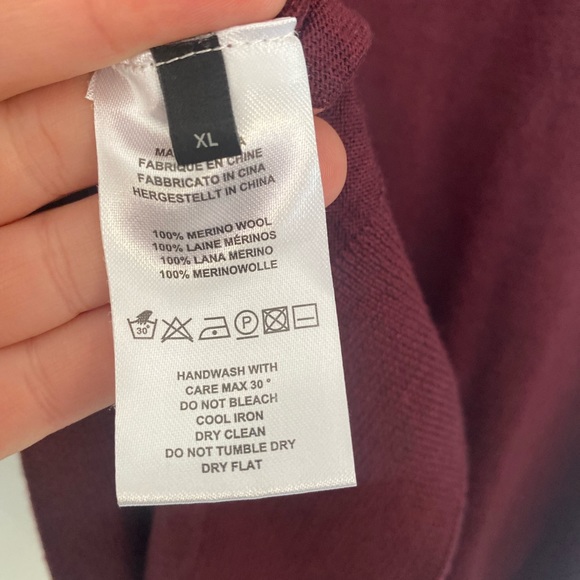 XL
FABRIQUÉ EN CHINE
FABBRICATO IN CINA
HERGESTELLT IN CHINA
100% MERINO WOOL
100% LAINE MÉRINOS
100% LANA MERINO
100% MERINOWOLLE
30° P
HANDWASH WITH
CARE MAX 30°
DO NOT BLEACH
COOL IRON
DRY CLEAN
DO NOT TUMBLE DRY
DRY FLAT